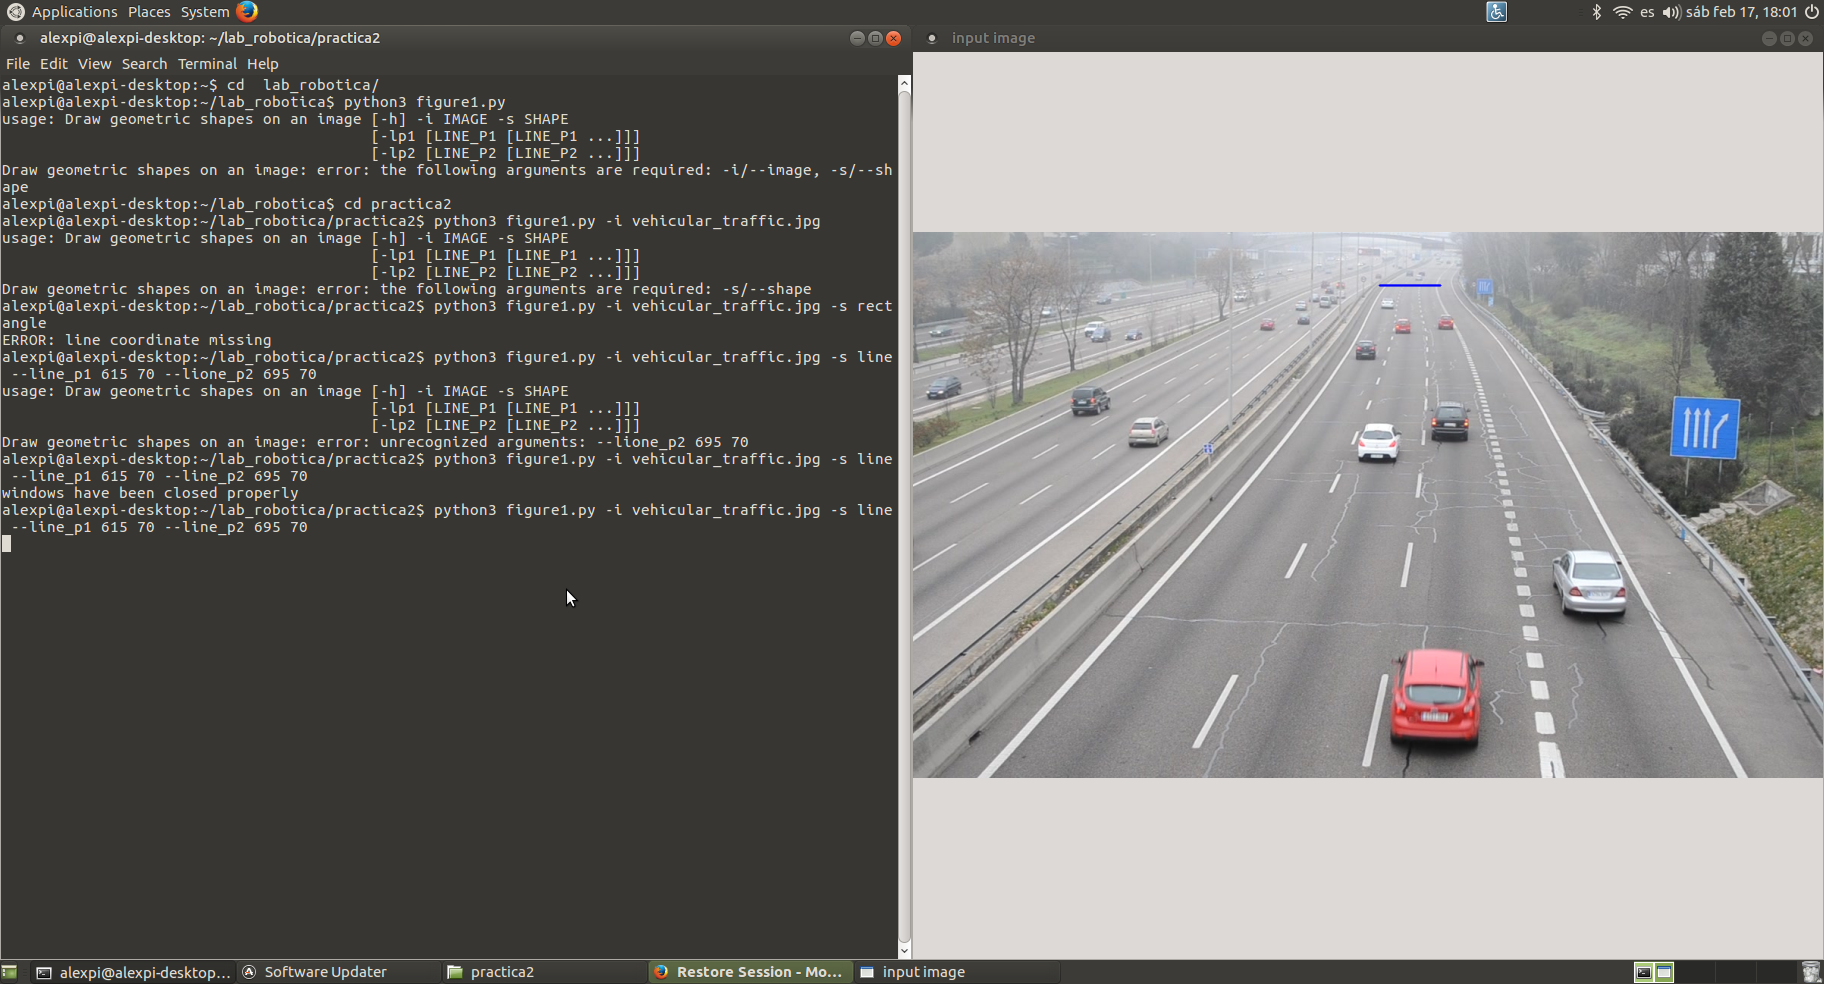 Applications Places System
es sáb feb 17, 18:01
alexpi@alexpi-desktop: ~/lab_robotica/practica2
File Edit View Search Terminal Help
alexpi@alexpi-desktop:~$ cd  lab_robotica/
alexpi@alexpi-desktop:~/lab_robotica$ python3 figure1.py
usage: Draw geometric shapes on an image [-h] -i IMAGE -s SHAPE
[-lp1 [LINE_P1 [LINE_P1 ...]]]
[-lp2 [LINE_P2 [LINE_P2 ...]]]
Draw geometric shapes on an image: error: the following arguments are required: -i/--image, -s/--sh
ape
alexpi@alexpi-desktop:~/lab_robotica$ cd practica2
alexpi@alexpi-desktop:~/lab_robotica/practica2$ python3 figure1.py -i vehicular_traffic.jpg
usage: Draw geometric shapes on an image [-h] -i IMAGE -s SHAPE
[-lp1 [LINE_P1 [LINE_P1 ...]]]
[-lp2 [LINE_P2 [LINE_P2 ...]]]
Draw geometric shapes on an image: error: the following arguments are required: -s/--shape
alexpi@alexpi-desktop:~/lab_robotica/practica2$ python3 figure1.py -i vehicular_traffic.jpg -s rect
angle
ERROR: line coordinate missing
alexpi@alexpi-desktop:~/lab_robotica/practica2$ python3 figure1.py -i vehicular_traffic.jpg -s line
--line_p1 615 70 --lione_p2 695 70
usage: Draw geometric shapes on an image [-h] -i IMAGE -s SHAPE
[-lp1 [LINE_P1 [LINE_P1 ...]]]
[-lp2 [LINE_P2 [LINE_P2 ...]]]
Draw geometric shapes on an image: error: unrecognized arguments: --lione_p2 695 70
alexpi@alexpi-desktop:~/lab_robotica/practica2$ python3 figure1.py -i vehicular_traffic.jpg -s line
--line_p1 615 70 --line_p2 695 70
windows have been closed properly
alexpi@alexpi-desktop:~/lab_robotica/practica2$ python3 figure1.py -i vehicular_traffic.jpg -s line
--line_p1 615 70 --line_p2 695 70
input image
alexpi@alexpi-desktop...
Software Updater
practica2
Restore Session - Mo...
input image